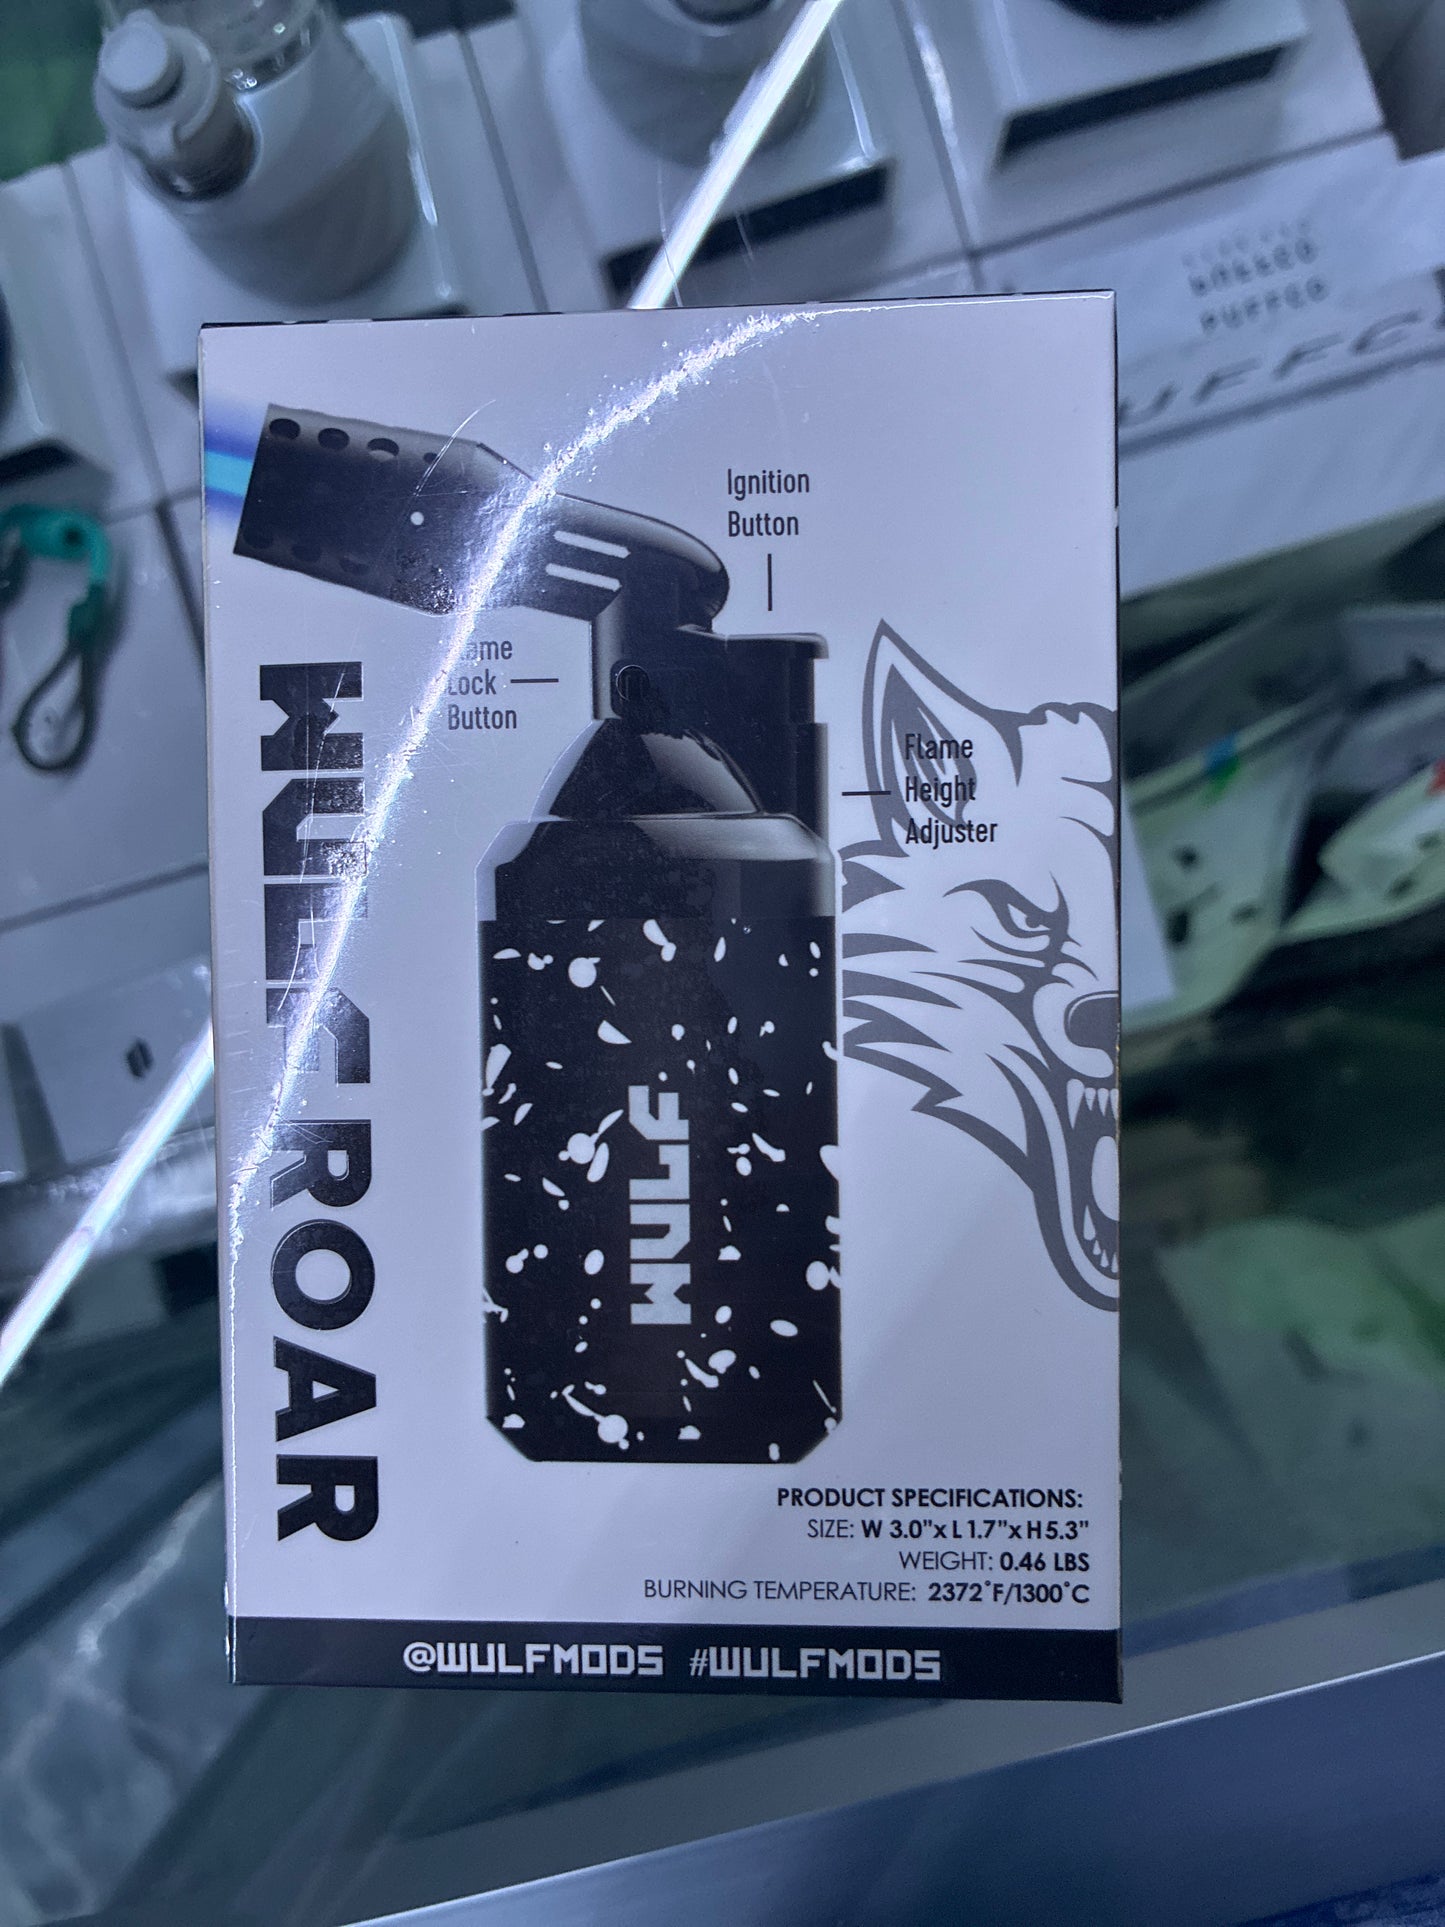 PUFFCO
Ignition
Button
Flame
Lock
Button
Flame
Height
Adjuster
WULF ROAR
WULF
PRODUCT SPECIFICATIONS:
SIZE: W 3.0"x L 1.7"x H 5.3"
WEIGHT: 0.46 LBS
BURNING TEMPERATURE: 2372°F/1300°C
@WULFMODS #WULFMODS